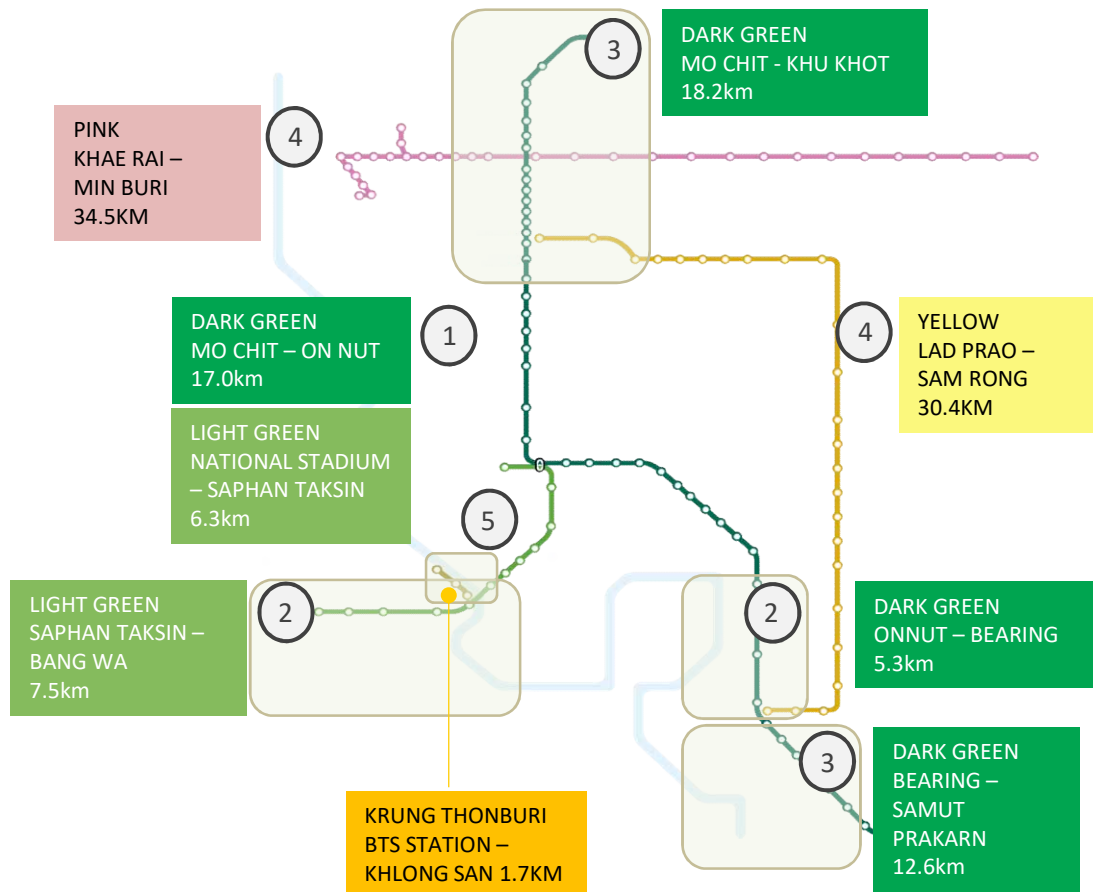 3
DARK GREEN
MO CHIT - KHU KHOT
18.2km
PINK
KHAE RAI –
MIN BURI
34.5KM
4
DARK GREEN
MO CHIT – ON NUT
17.0km
1
4
YELLOW
LAD PRAO –
SAM RONG
30.4KM
LIGHT GREEN
NATIONAL STADIUM
– SAPHAN TAKSIN
6.3km
5
LIGHT GREEN
SAPHAN TAKSIN –
BANG WA
7.5km
2
2
DARK GREEN
ONNUT – BEARING
5.3km
3
DARK GREEN
BEARING –
SAMUT
PRAKARN
12.6km
KRUNG THONBURI
BTS STATION –
KHLONG SAN 1.7KM